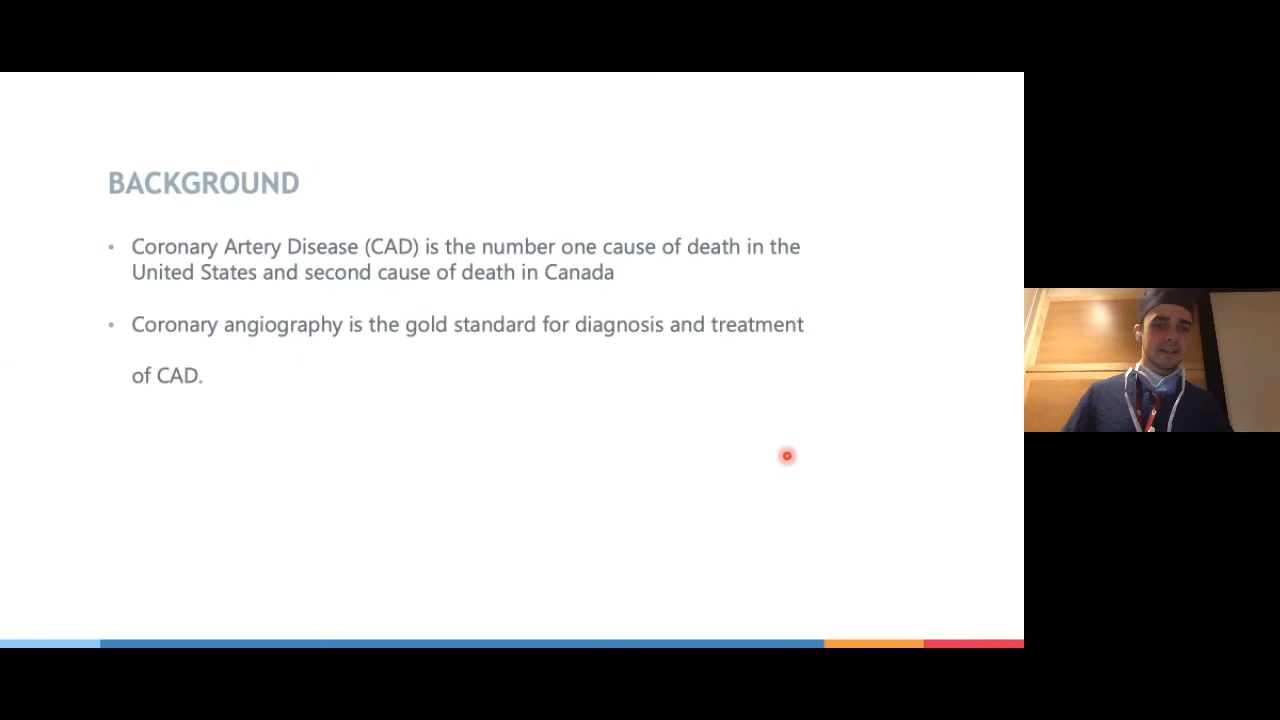 BACKGROUND
• Coronary Artery Disease (CAD) is the number one cause of death in the
United States and second cause of death in Canada
• Coronary angiography is the gold standard for diagnosis and treatment
of CAD.